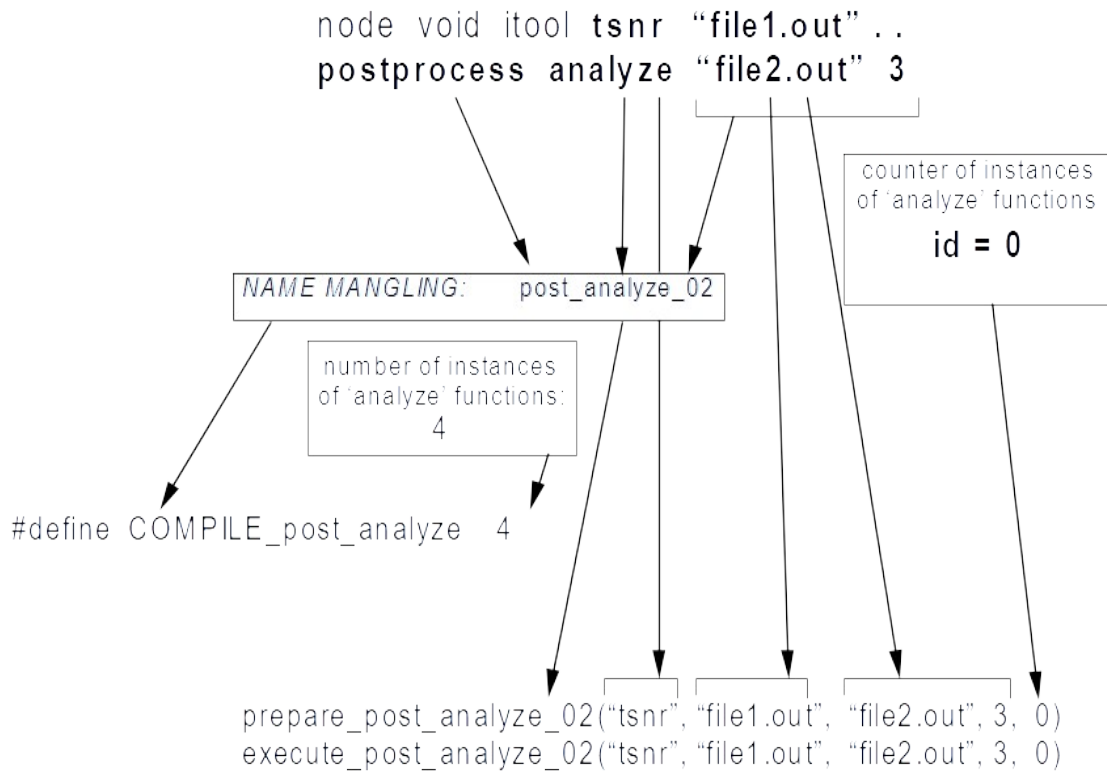 node void itool tsnr “file1.out” . .
postprocess analyze “file2.out” 3
counter of instances
of ‘analyze’ functions
id = 0
NAME MANGLING: post_analyze_02
number of instances
of ‘analyze’ functions:
4
#define COMPILE_post_analyze 4
prepare_post_analyze_02(“tsnr”, “file1.out”, “file2.out”, 3, 0)
execute_post_analyze_02(“tsnr”, “file1.out”, “file2.out”, 3, 0)